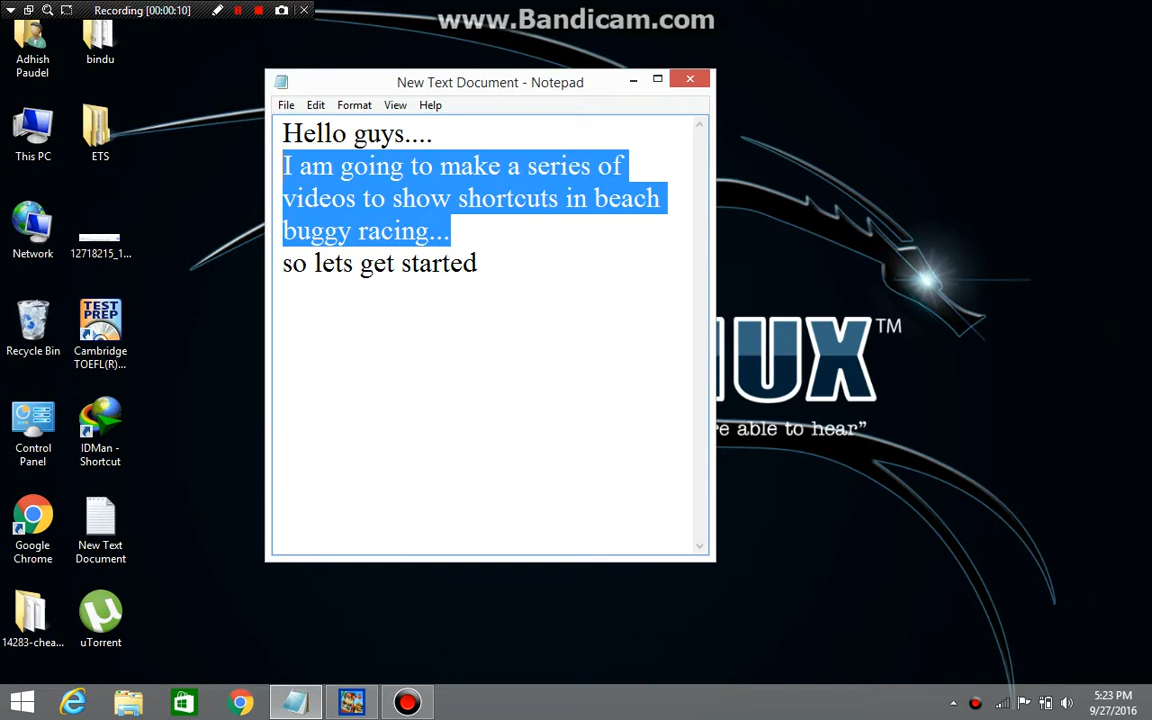 Recording [00:00:10]
www.Bandicam.com
Adhish
Paudel
bindu
New Text Document - Notepad
File Edit Format View Help
Hello guys....
I am going to make a series of
videos to show shortcuts in beach
buggy racing...
so lets get started
This PC
ETS
Network
12718215_1...
Recycle Bin
TEST
PREP
Cambridge
TOEFL(R)...
NUX™
re able to hear”
Control
Panel
IDMan -
Shortcut
Google
Chrome
New Text
Document
14283-chea...
uTorrent
5:23 PM
9/27/2016